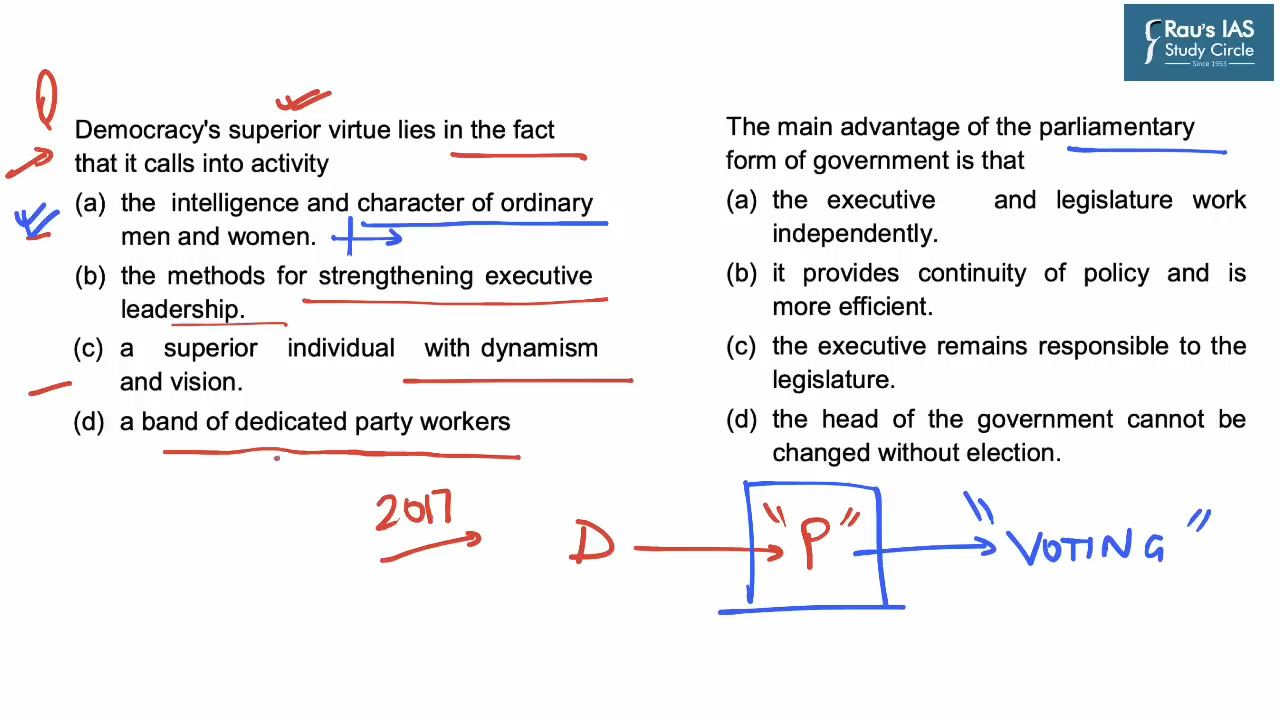 Rau's IAS
Study Circle
Since 1953
Q
Democracy's superior virtue lies in the fact
that it calls into activity
(a) the intelligence and character of ordinary
men and women.
(b) the methods for strengthening executive
leadership.
(c) a superior individual with dynamism
and vision.
(d) a band of dedicated party workers
The main advantage of the parliamentary
form of government is that
(a) the executive and legislature work
independently.
(b) it provides continuity of policy and is
more efficient.
(c) the executive remains responsible to the
legislature.
(d) the head of the government cannot be
changed without election.
2017
D "P" "VOTING"